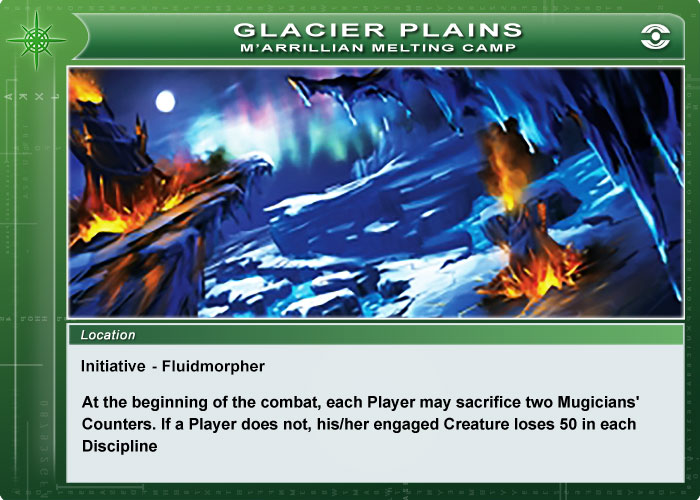 GLACIER PLAINS
M'ARRILLIAN MELTING CAMP
Location
Initiative - Fluidmorpher
At the beginning of the combat, each Player may sacrifice two Mugicians'
Counters. If a Player does not, his/her engaged Creature loses 50 in each
Discipline